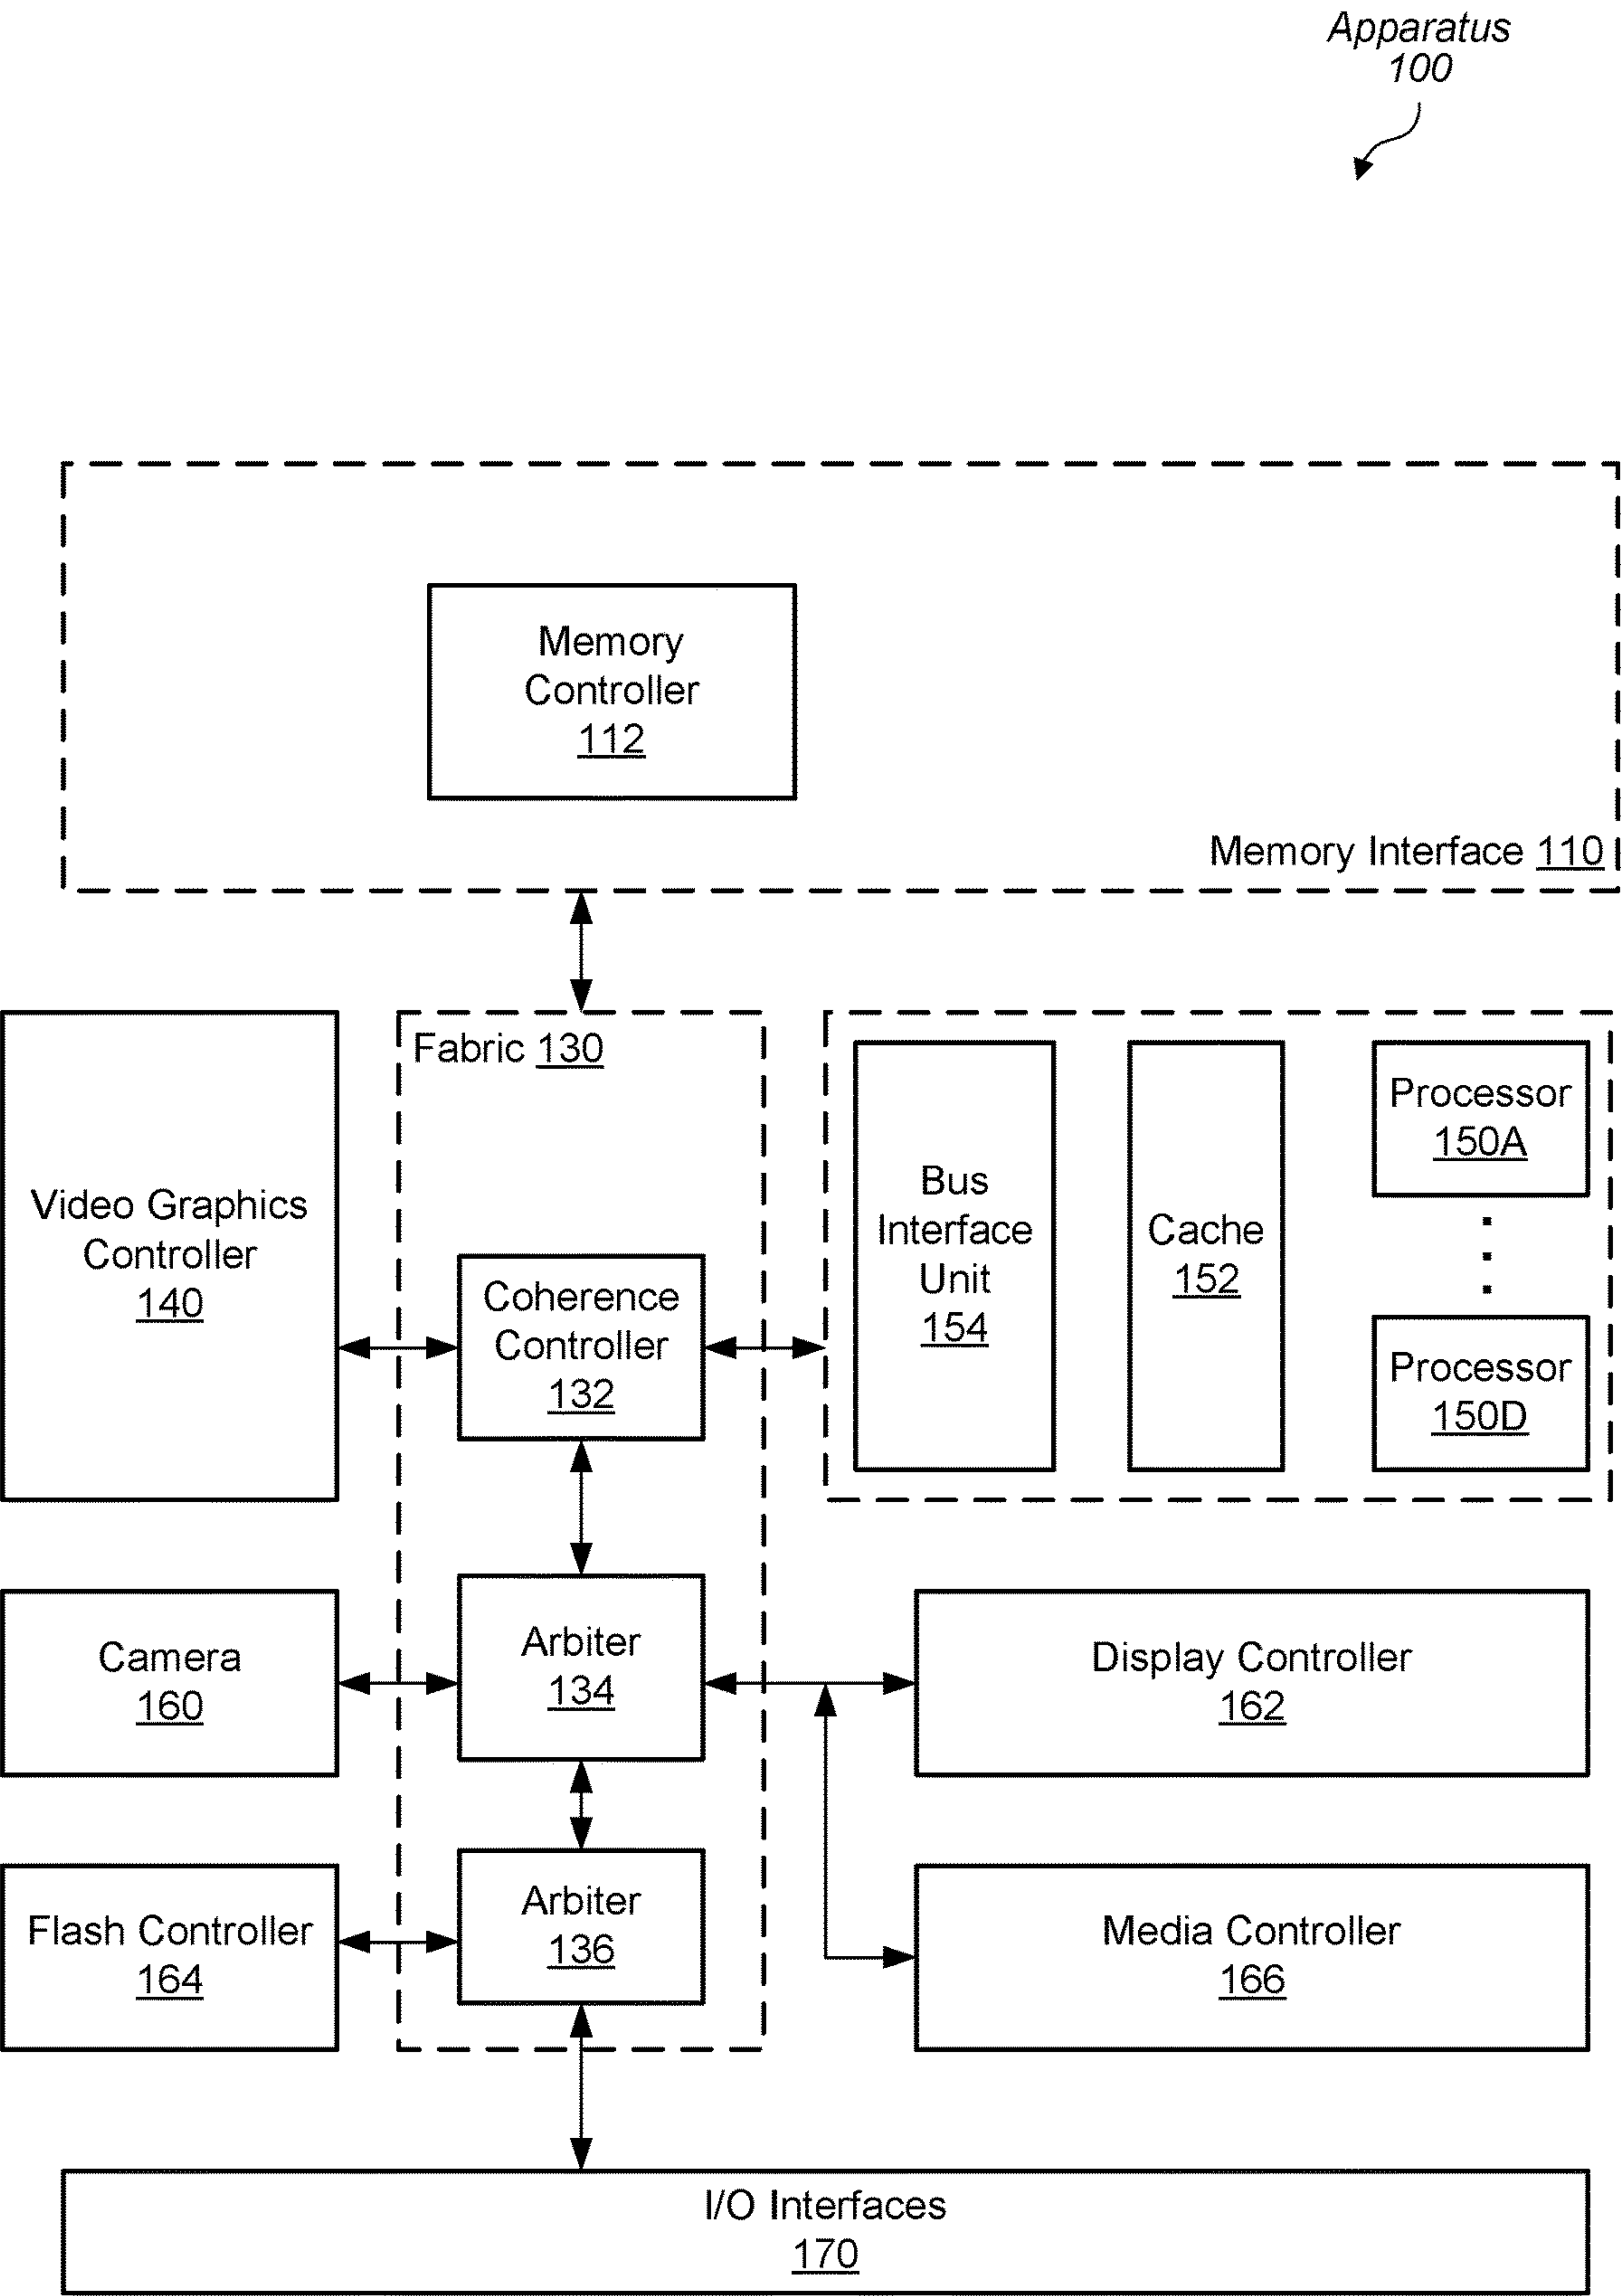 Apparatus
100
Memory
Controller
112
Memory Interface 110
Fabric 130
Video Graphics
Controller
140
Coherence
Controller
132
Bus
Interface
Unit
154
Cache
152
Processor
150A
Processor
150D
Camera
160
Arbiter
134
Display Controller
162
Flash Controller
164
Arbiter
136
Media Controller
166
I/O Interfaces
170